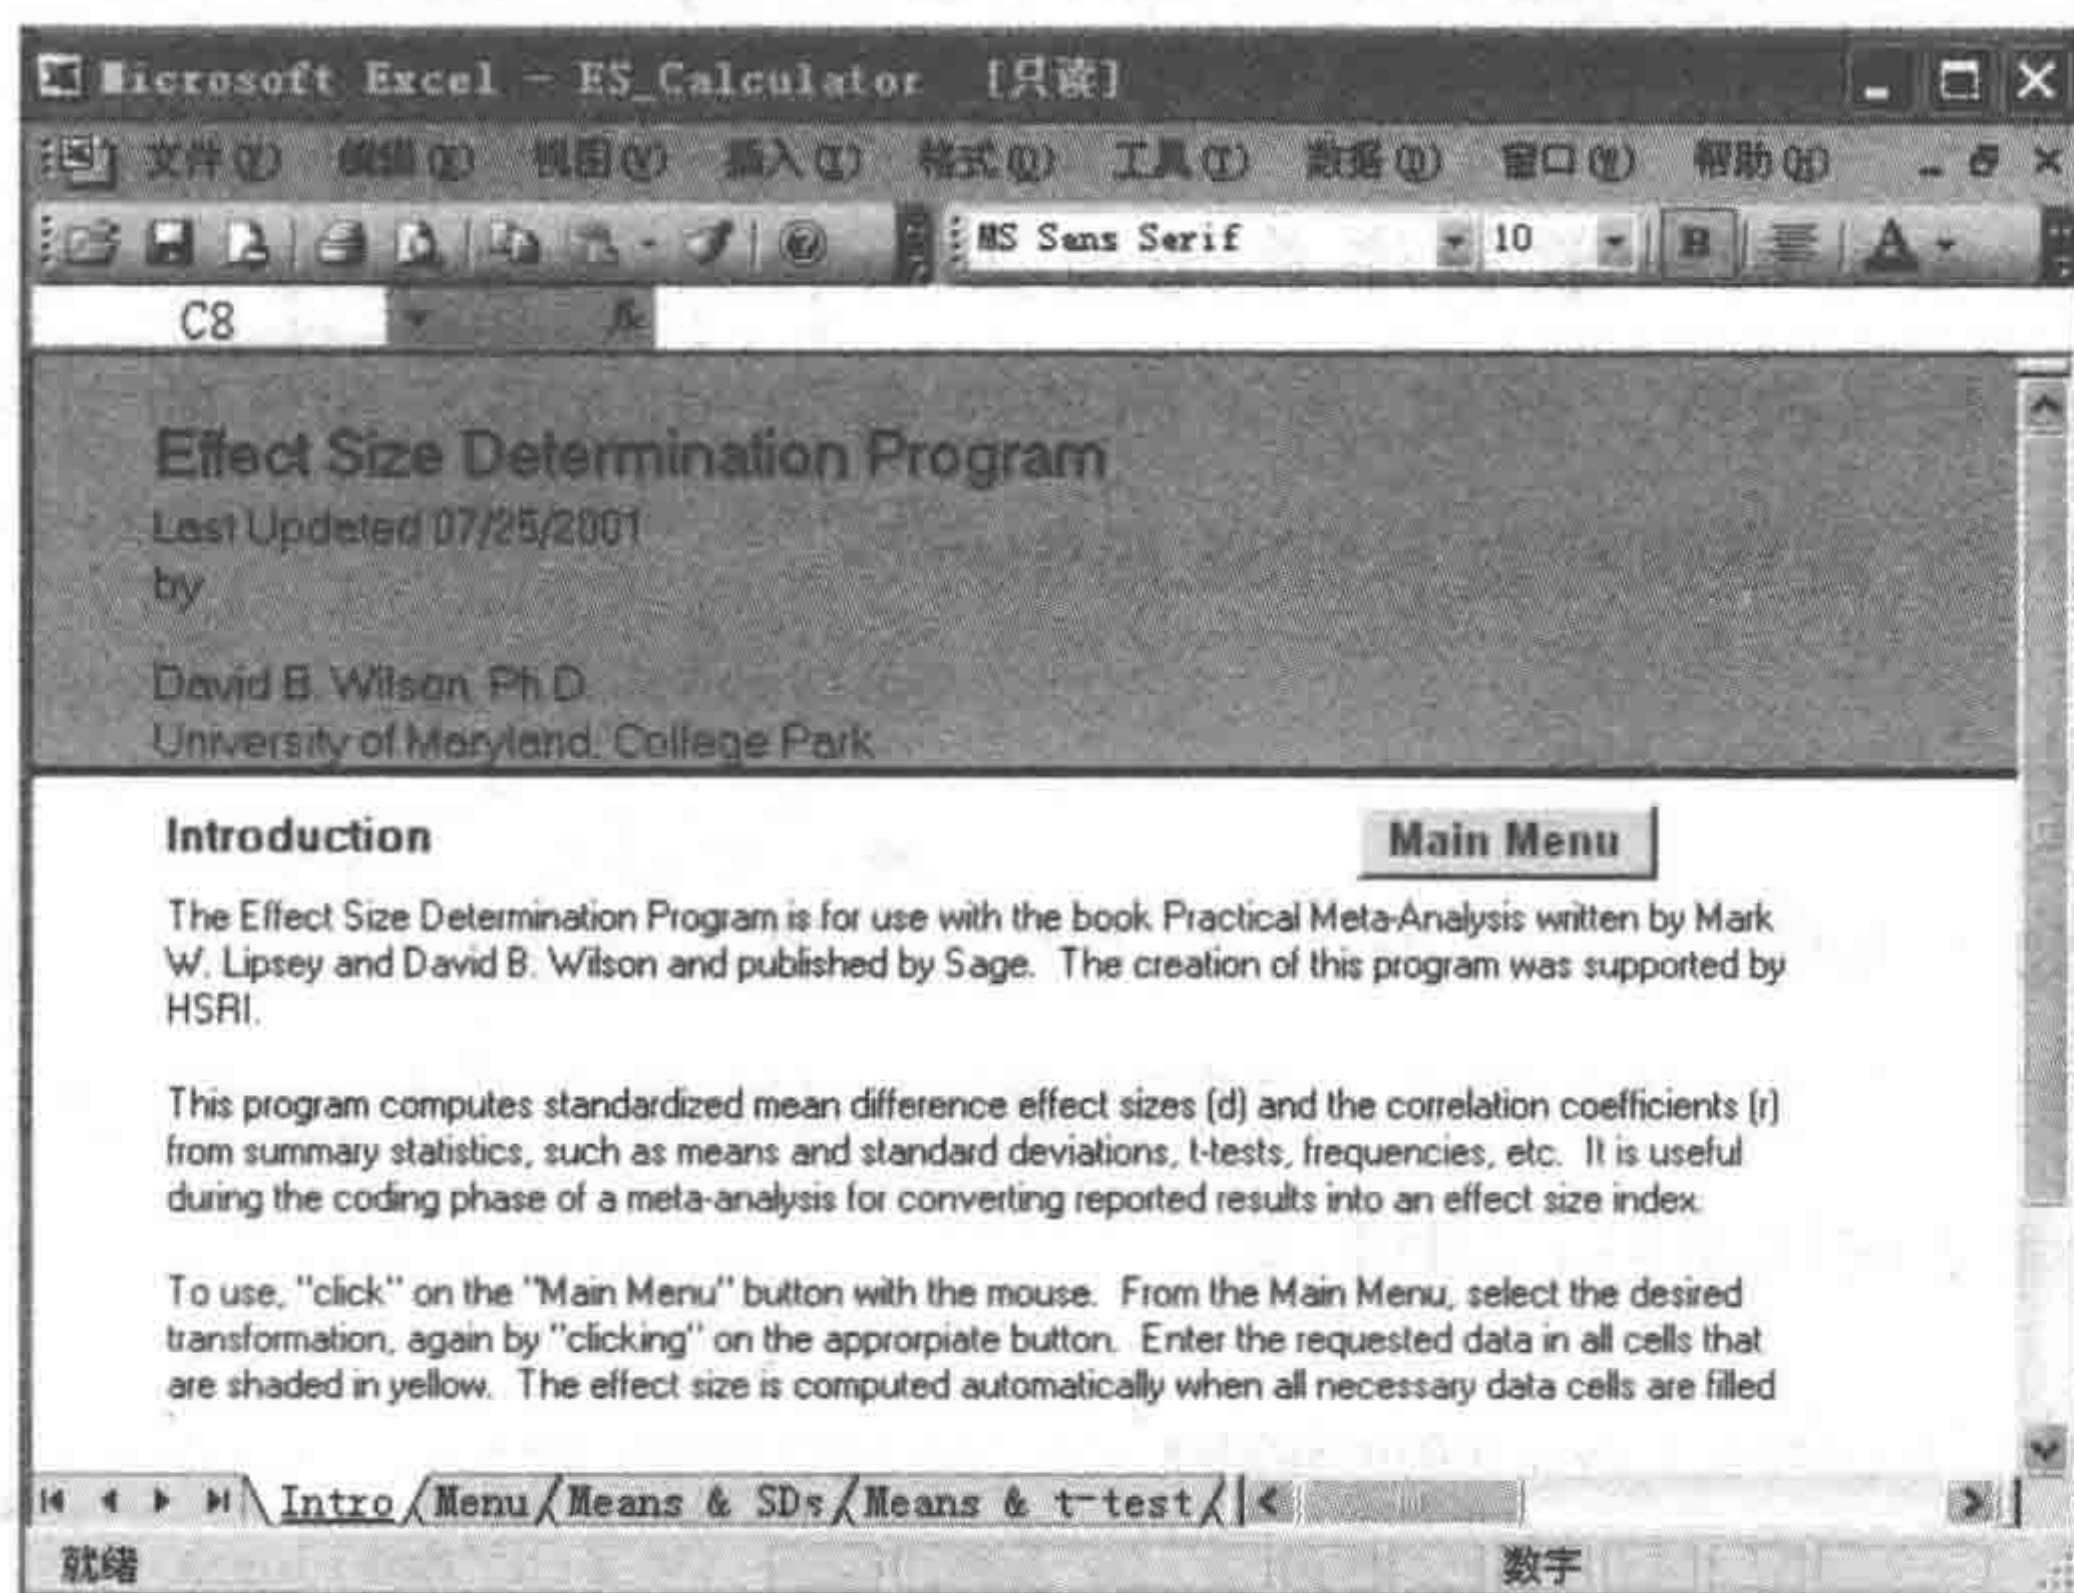 Microsoft Excel - ES_Calculator [只读]
文件(F) 编辑(E) 视图(V) 插入(I) 格式(O) 工具(T) 数据(D) 窗口(W) 帮助(H)
MS Sans Serif 10 B A
C8 fx
Effect Size Determination Program
Last Updated 07/25/2001
by
David B. Wilson, Ph.D.
University of Maryland, College Park
Introduction
Main Menu
The Effect Size Determination Program is for use with the book Practical Meta-Analysis written by Mark
W. Lipsey and David B. Wilson and published by Sage. The creation of this program was supported by
HSRI.
This program computes standardized mean difference effect sizes (d) and the correlation coefficients (r)
from summary statistics, such as means and standard deviations, t-tests, frequencies, etc. It is useful
during the coding phase of a meta-analysis for converting reported results into an effect size index.
To use, "click" on the "Main Menu" button with the mouse. From the Main Menu, select the desired
transformation, again by "clicking" on the approrpiate button. Enter the requested data in all cells that
are shaded in yellow. The effect size is computed automatically when all necessary data cells are filled
Intro Menu Means & SDs Means & t-test
就绪 数字